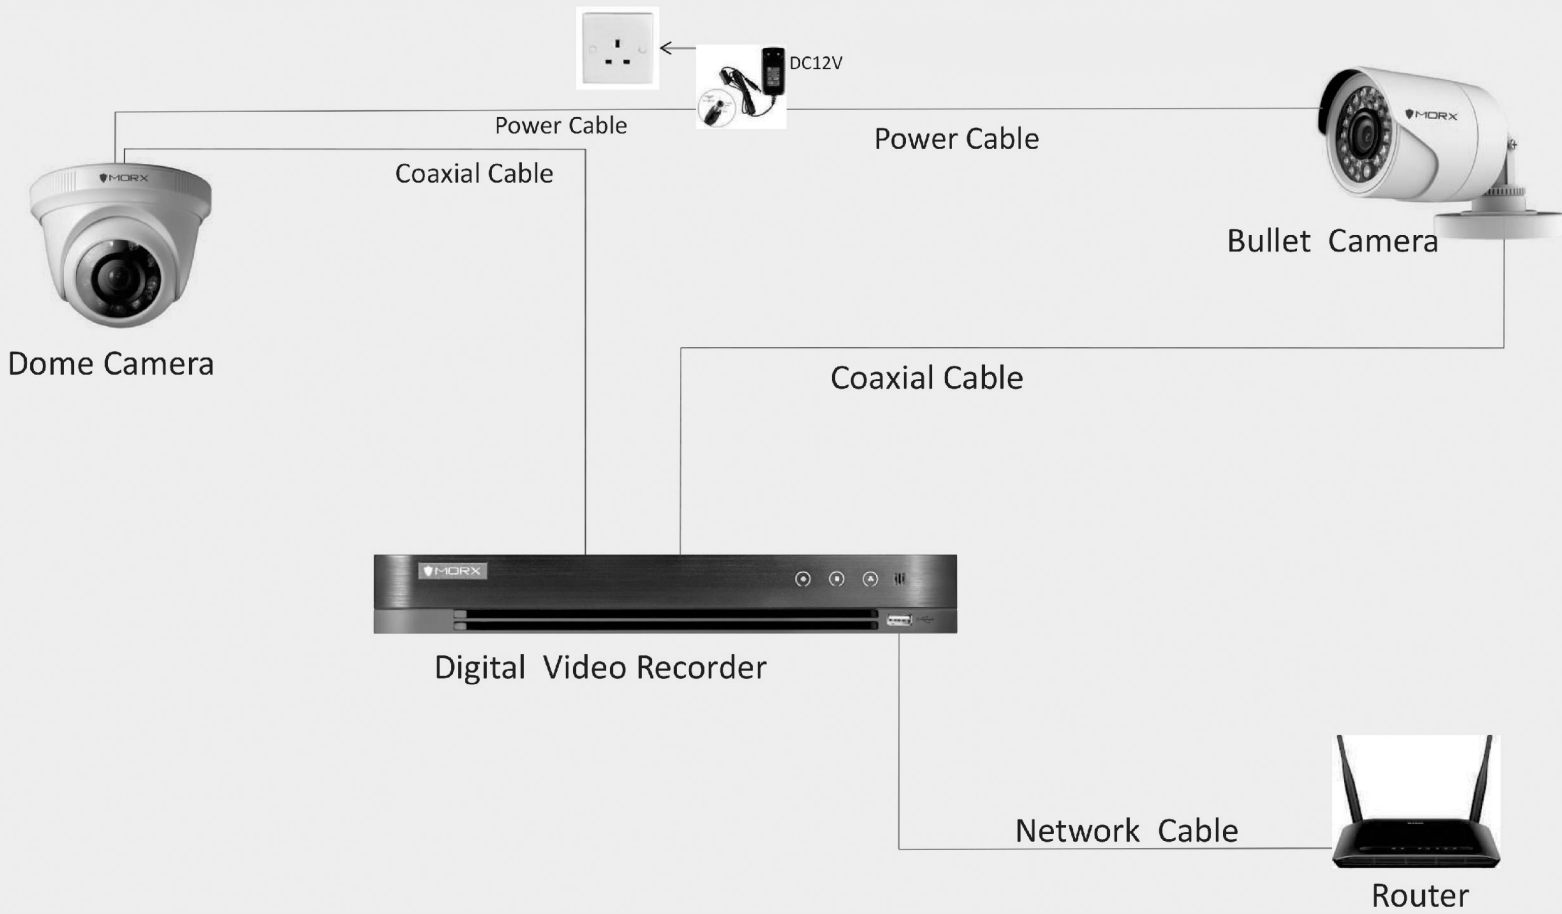 DC12V
Power Cable
Power Cable
MORX
Coaxial Cable
MORX
Bullet Camera
Dome Camera
Coaxial Cable
MORX
Digital Video Recorder
Network Cable
Router